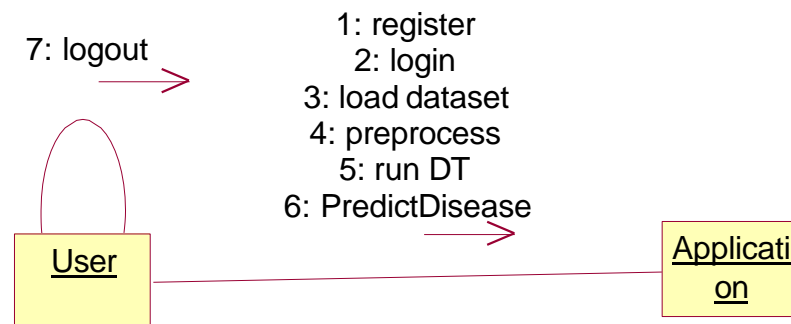 7: logout
1: register
2: login
3: load dataset
4: preprocess
5: run DT
6: PredictDisease
User
Applicati
on